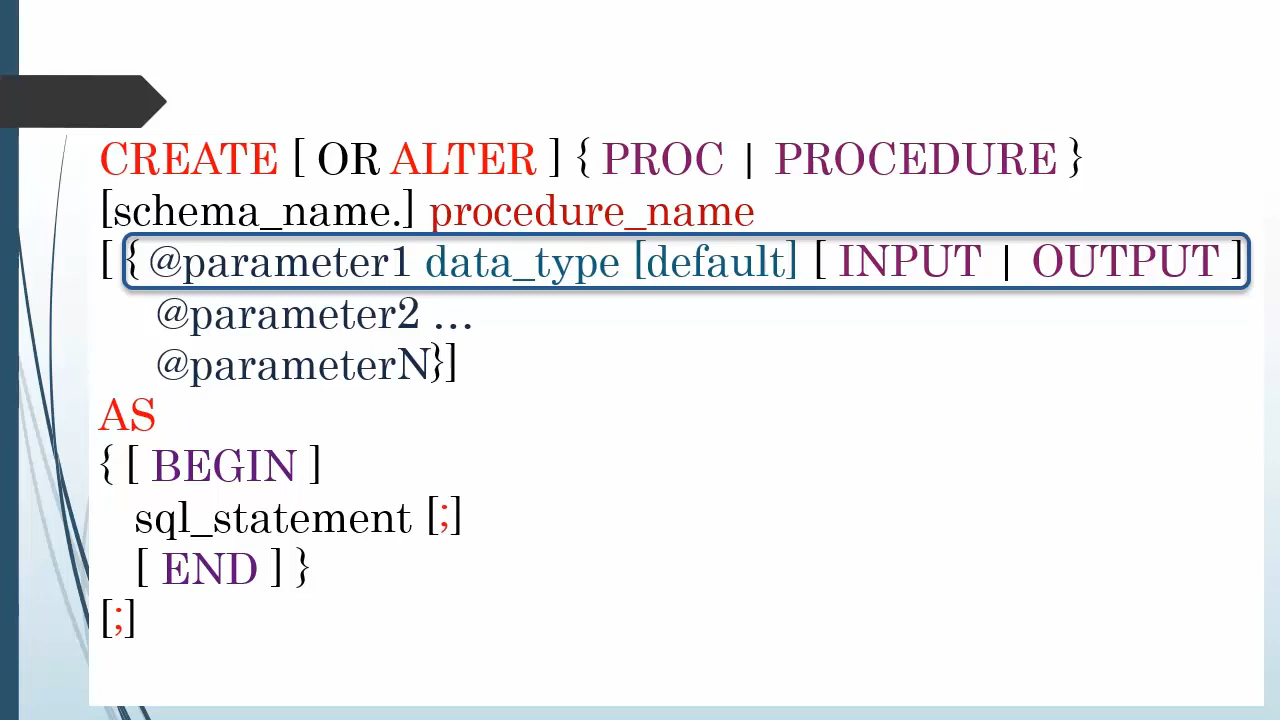 CREATE [ OR ALTER ] { PROC | PROCEDURE }
[schema_name.] procedure_name
[ { @parameter1 data_type [default] [ INPUT | OUTPUT ]
@parameter2 ...
@parameterN}]
AS
{ [ BEGIN ]
sql_statement [;]
[ END ] }
[;]